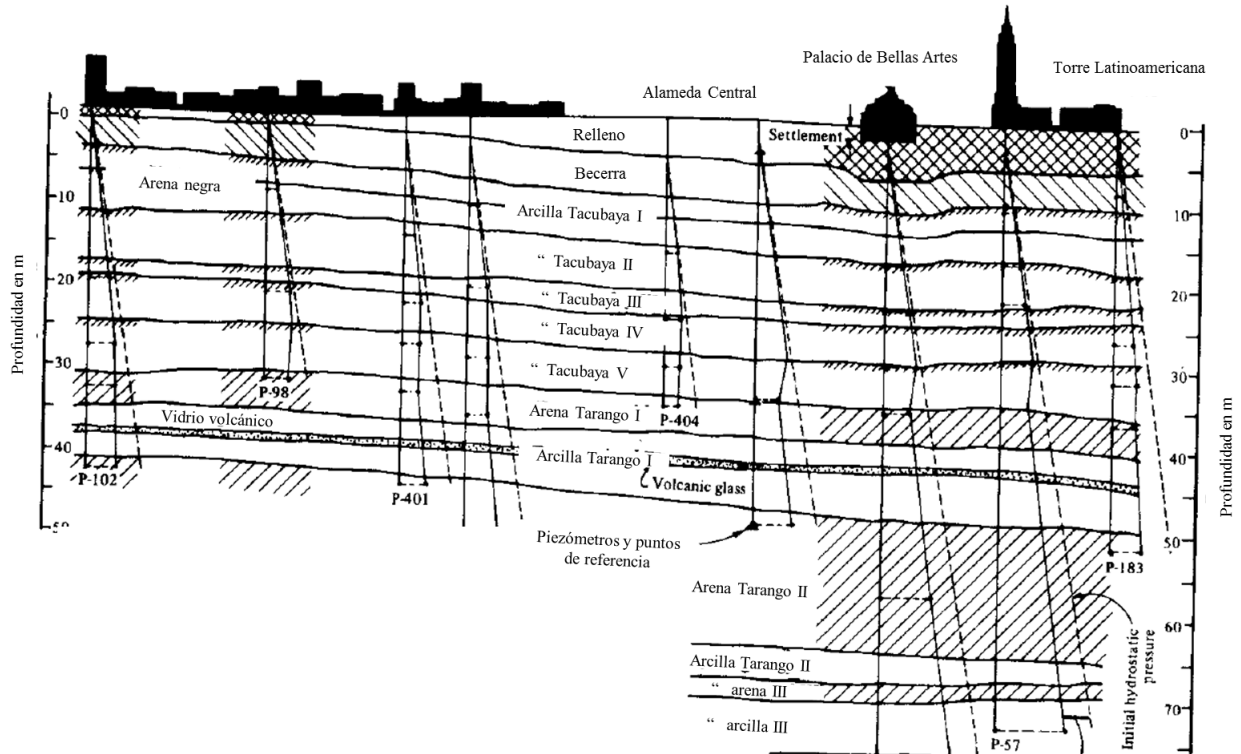 Palacio de Bellas Artes
Torre Latinoamericana
Alameda Central
0
Relleno
Settlement
0
Becerra
Arena negra
10
Arcilla Tacubaya I
10
“ Tacubaya II
20
“ Tacubaya III
20
“ Tacubaya IV
Profundidad en m
30
“ Tacubaya V
30
Profundidad en m
P-98
Arena Tarango I
P-404
Vidrio volcánico
40
Arcilla Tarango I
40
P-102
P-401
Volcanic glass
50
Piezómetros y puntos
de referencia
50
P-183
Arena Tarango II
60
Initial hydrostatic
pressure
Arcilla Tarango II
“ arena III
70
“ arcilla III
P-57